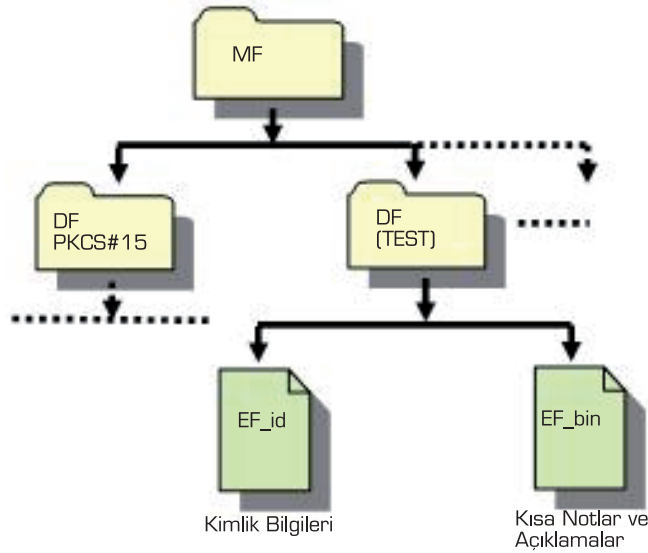 MF
DF
PKCS#15
DF
(TEST)
EF_id
EF_bin
Kimlik Bilgileri
Kısa Notlar ve
Açıklamalar